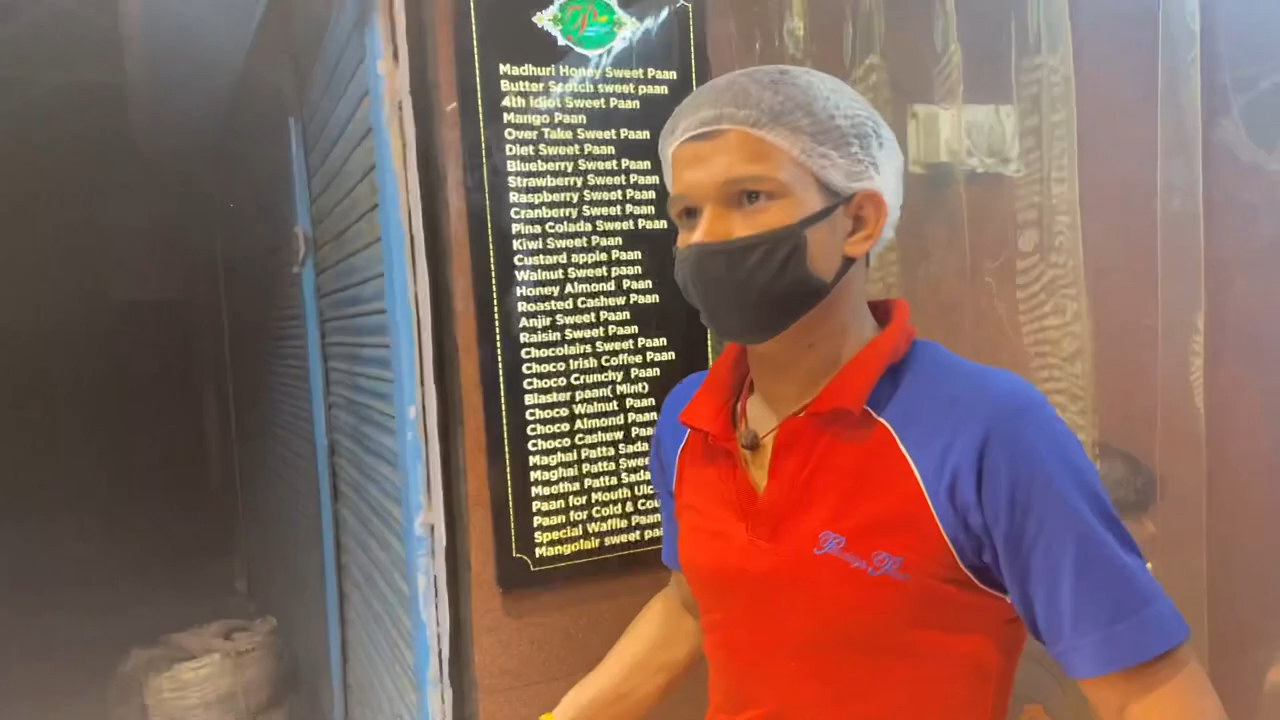 P
Madhuri Honey Sweet Paan
Butter Scotch sweet paan
4th idiot Sweet Paan
Mango Paan
Over Take Sweet Paan
Diet Sweet Paan
Blueberry Sweet Paan
Strawberry Sweet Paan
Raspberry Sweet Paan
Cranberry Sweet Paan
Pina Colada Sweet Paan
Kiwi Sweet Paan
Custard apple Paan
Walnut Sweet paan
Honey Almond Paan
Roasted Cashew Paan
Anjir Sweet Paan
Raisin Sweet Paan
Chocolairs Sweet Paan
Choco Irish Coffee Paan
Choco Crunchy Paan
Blaster paan( Mint)
Choco Walnut Paan
Choco Almond Paan
Choco Cashew Paa
Maghai Patta Sada
Maghai Patta Swee
Meetha Patta Sada
Paan for Mouth Ulc
Paan for Cold & Cou
Special Waffle Paan
Mangolair sweet paa